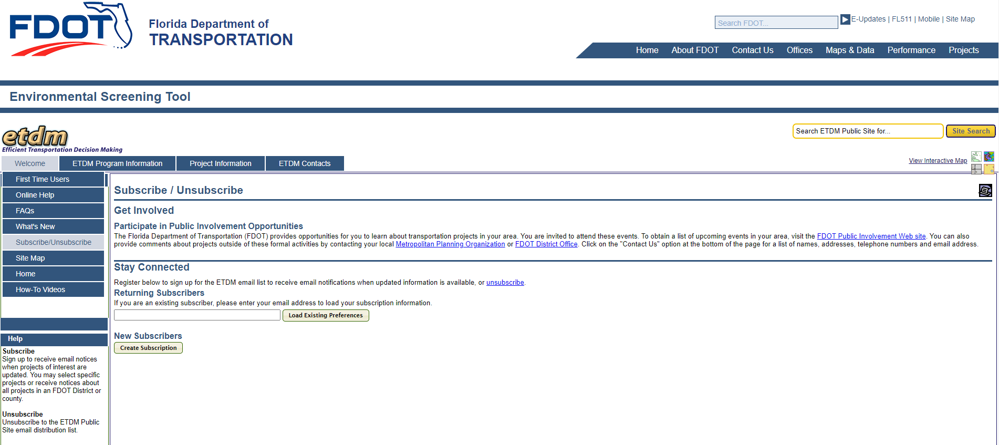 FDOT
Florida Department of
TRANSPORTATION
Search FDOT...
E-Updates | FL511 | Mobile | Site Map
Home About FDOT Contact Us Offices Maps & Data Performance Projects
Environmental Screening Tool
etdm
Efficient Transportation Decision Making
Search ETDM Public Site for...
Site Search
Welcome ETDM Program Information Project Information ETDM Contacts
View Interactive Map
First Time Users
Online Help
FAQs
What's New
Subscribe/Unsubscribe
Site Map
Home
How-To Videos
Help
Subscribe
Sign up to receive email notices
when projects of interest are
updated. You may select specific
projects or receive notices about
all projects in an FDOT District or
county.
Unsubscribe
Unsubscribe to the ETDM Public
Site email distribution list.
Subscribe / Unsubscribe
Get Involved
Participate in Public Involvement Opportunities
The Florida Department of Transportation (FDOT) provides opportunities for you to learn about transportation projects in your area. You are invited to attend these events. To obtain a list of upcoming events in your area, visit the FDOT Public Involvement Web site. You can also
provide comments about projects outside of these formal activities by contacting your local Metropolitan Planning Organization or FDOT District Office. Click on the "Contact Us" option at the bottom of the page for a list of names, addresses, telephone numbers and email address.
Stay Connected
Register below to sign up for the ETDM email list to receive email notifications when updated information is available, or unsubscribe.
Returning Subscribers
If you are an existing subscriber, please enter your email address to load your subscription information.
Load Existing Preferences
New Subscribers
Create Subscription